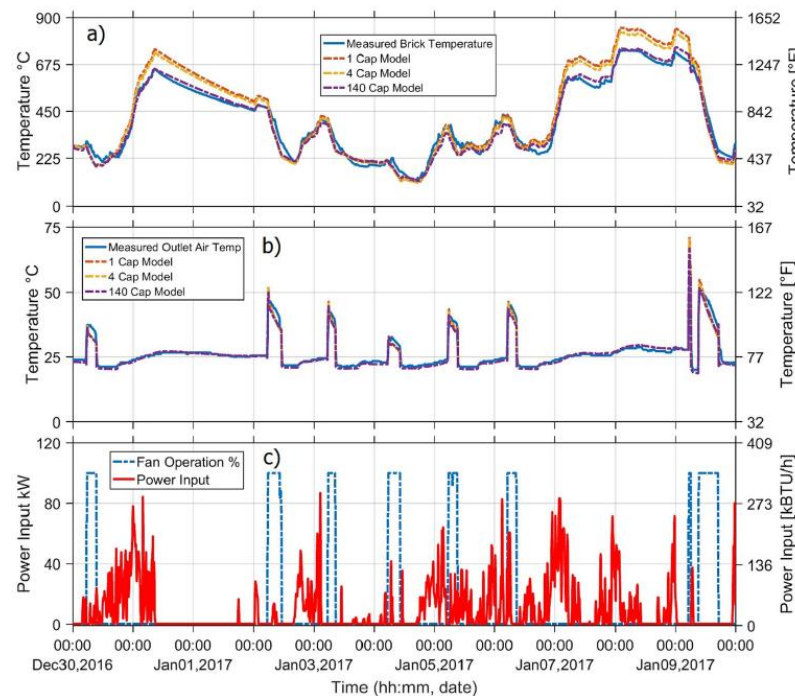 a)
Temperature °C
900
675
450
225
0
Measured Brick Temperature
1 Cap Model
4 Cap Model
140 Cap Model
1652
1247
842
437
32
Temperature [°F]
b)
Temperature °C
75
50
25
0
Measured Outlet Air Temp
1 Cap Model
4 Cap Model
140 Cap Model
167
122
77
32
Temperature [°F]
c)
Power Input kW
120
80
40
0
Fan Operation %
Power Input
409
273
136
0
Power Input [kBTU/h]
00:00 00:00 00:00 00:00 00:00 00:00 00:00 00:00 00:00 00:00 00:00 00:00
Dec30,2016 Jan01,2017 Jan03,2017 Jan05,2017 Jan07,2017 Jan09,2017
Time (hh:mm, date)